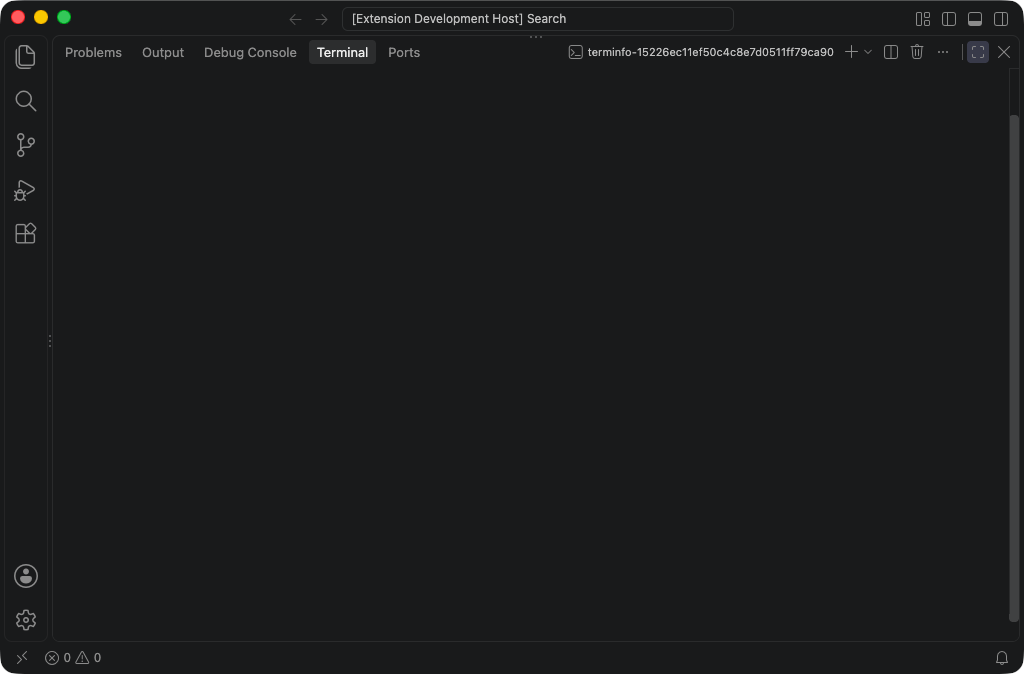 [Extension Development Host] Search
Problems Output Debug Console Terminal Ports terminfo-15226ec11ef50c4c8e7d0511ff79ca90
0 0